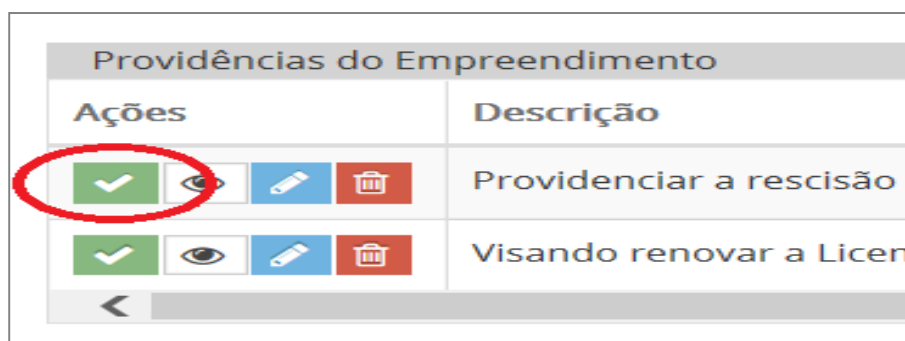 Providências do Empreendimento
Ações Descrição
Providenciar a rescisão
Visando renovar a Licen